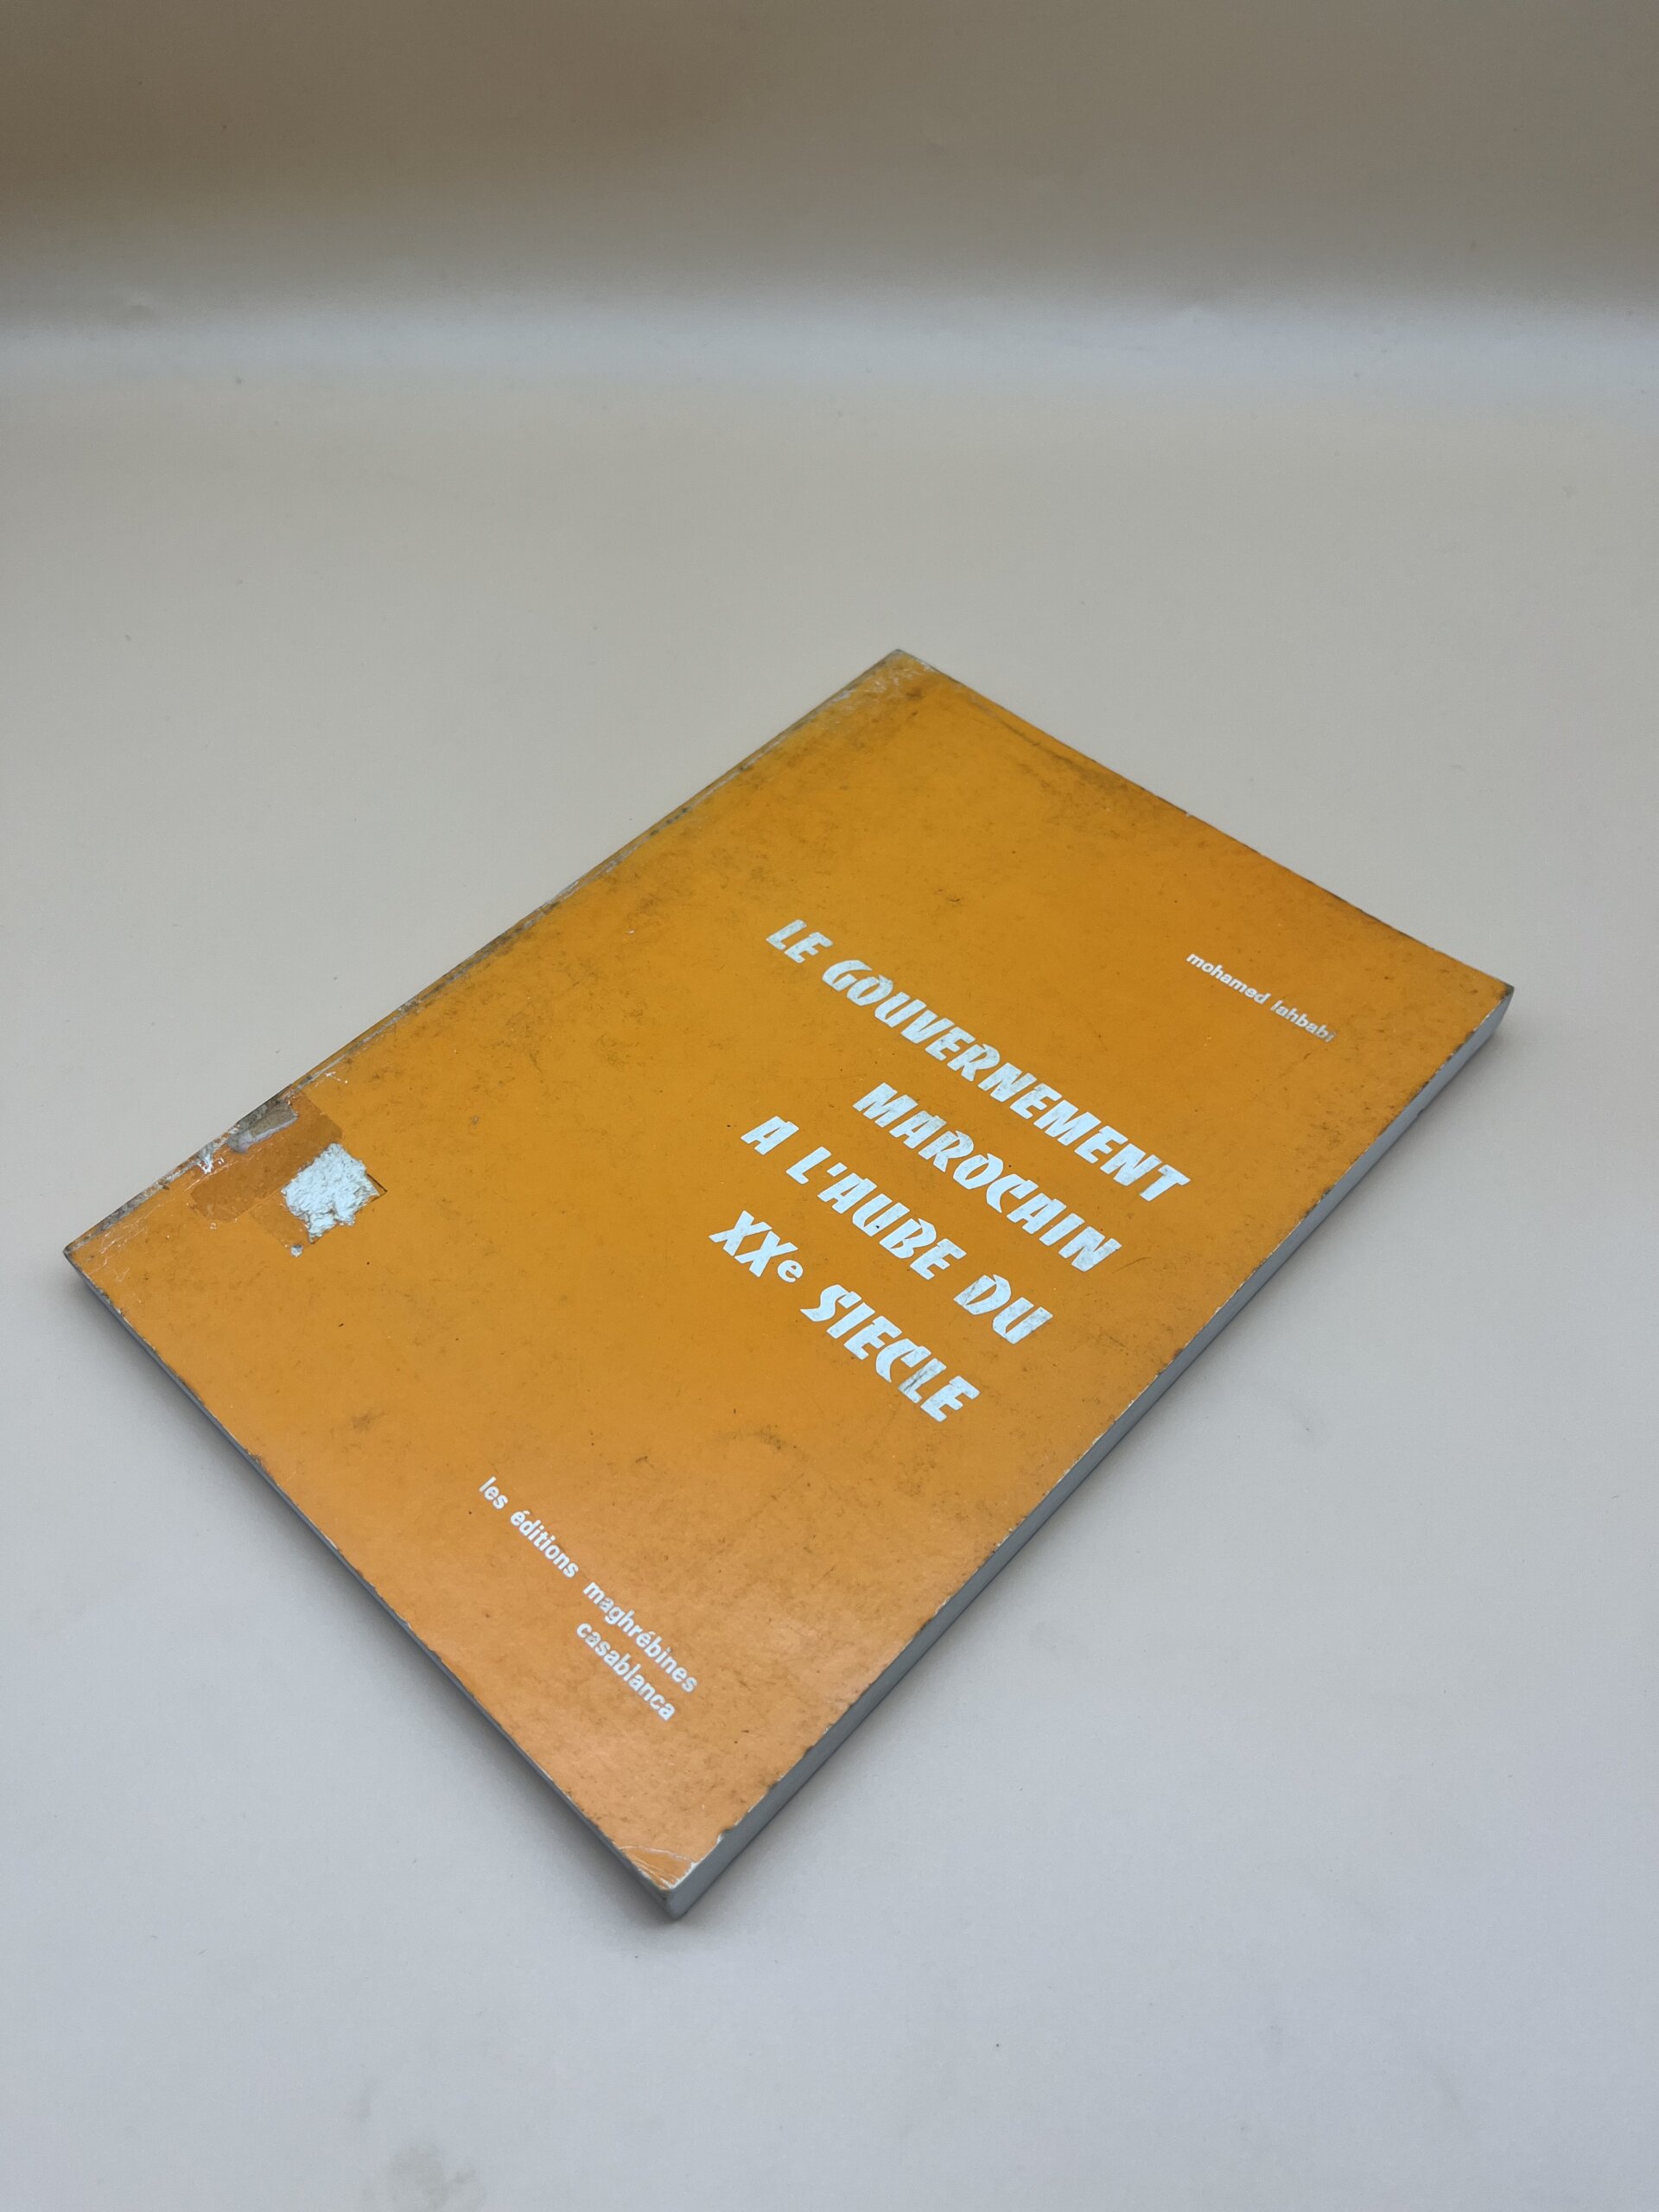 mohamed lahbabi
LE GOUVERNEMENT
MAROCAIN
A L'AUBE DU
XXe SIECLE
les éditions maghrébines
casablanca